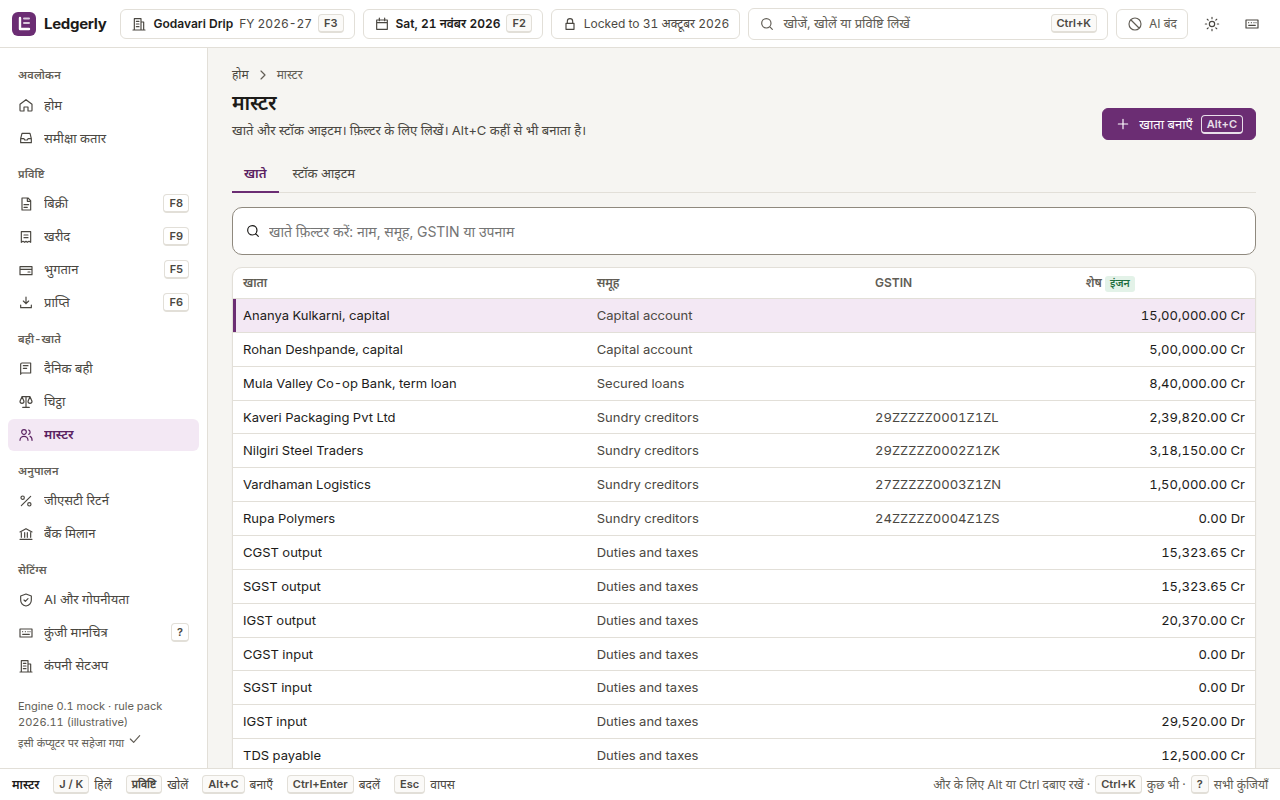 Ledgerly
Godavari Drip FY 2026-27 F3
Sat, 21 नवंबर 2026 F2
Locked to 31 अक्टूबर 2026
खोजें, खोलें या प्रविष्टि लिखें Ctrl+K
AI बंद
अवलोकन
होम
समीक्षा कतार
प्रविष्टि
बिक्री F8
खरीद F9
भुगतान F5
प्राप्ति F6
बही-खाते
दैनिक बही
चिट्ठा
मास्टर
अनुपालन
जीएसटी रिटर्न
बैंक मिलान
सेटिंग्स
AI और गोपनीयता
कुंजी मानचित्र ?
कंपनी सेटअप
Engine 0.1 mock · rule pack
2026.11 (illustrative)
इसी कंप्यूटर पर सहेजा गया
होम मास्टर
मास्टर
खाते और स्टॉक आइटम। फ़िल्टर के लिए लिखें। Alt+C कहीं से भी बनाता है।
खाता बनाएँ Alt+C
खाते स्टॉक आइटम
खाते फ़िल्टर करें: नाम, समूह, GSTIN या उपनाम
खाता समूह GSTIN शेष इंजन
Ananya Kulkarni, capital Capital account 15,00,000.00 Cr
Rohan Deshpande, capital Capital account 5,00,000.00 Cr
Mula Valley Co-op Bank, term loan Secured loans 8,40,000.00 Cr
Kaveri Packaging Pvt Ltd Sundry creditors 29ZZZZZ0001Z1ZL 2,39,820.00 Cr
Nilgiri Steel Traders Sundry creditors 29ZZZZZ0002Z1ZK 3,18,150.00 Cr
Vardhaman Logistics Sundry creditors 27ZZZZZ0003Z1ZN 1,50,000.00 Cr
Rupa Polymers Sundry creditors 24ZZZZZ0004Z1ZS 0.00 Dr
CGST output Duties and taxes 15,323.65 Cr
SGST output Duties and taxes 15,323.65 Cr
IGST output Duties and taxes 20,370.00 Cr
CGST input Duties and taxes 0.00 Dr
SGST input Duties and taxes 0.00 Dr
IGST input Duties and taxes 29,520.00 Dr
TDS payable Duties and taxes 12,500.00 Cr
मास्टर J / K हिलें प्रविष्टि खोलें Alt+C बनाएँ Ctrl+Enter बदलें Esc वापस
और के लिए Alt या Ctrl दबाए रखें · Ctrl+K कुछ भी · ? सभी कुंजियाँ